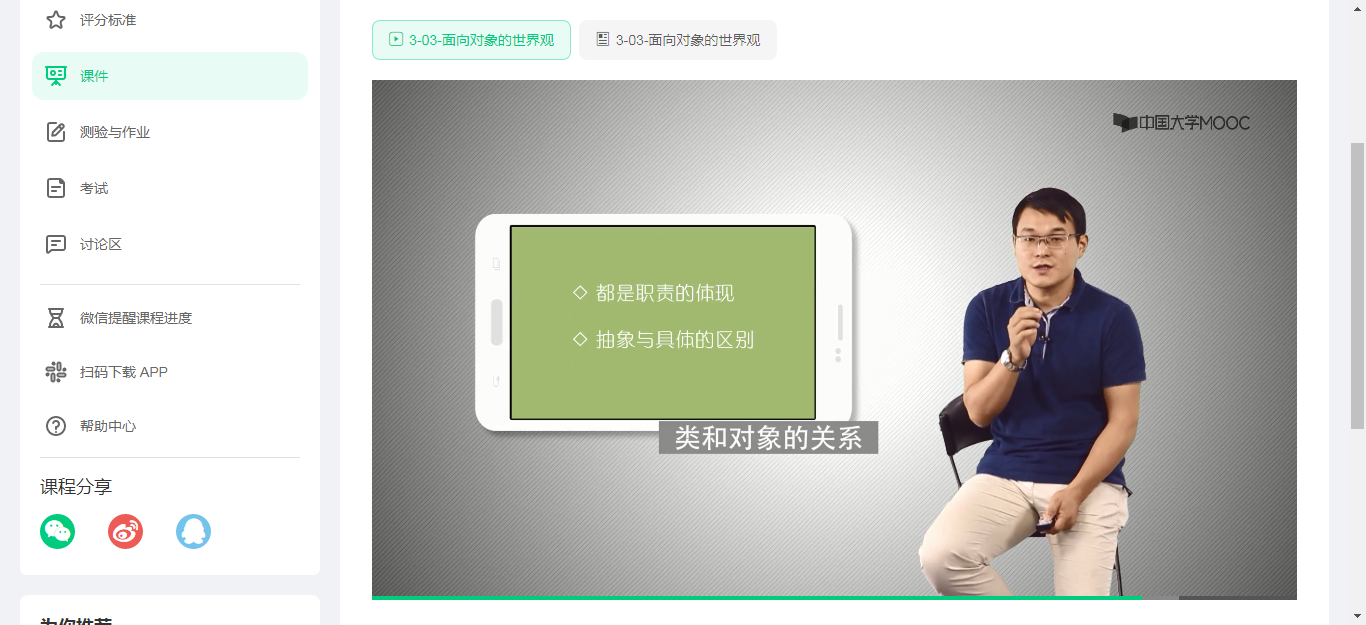 评分标准
课件
测验与作业
考试
讨论区
微信提醒课程进度
扫码下载 APP
帮助中心
课程分享
为你推荐
3-03-面向对象的世界观
3-03-面向对象的世界观
中国大学MOOC
◇ 都是职责的体现
◇ 抽象与具体的区别
类和对象的关系